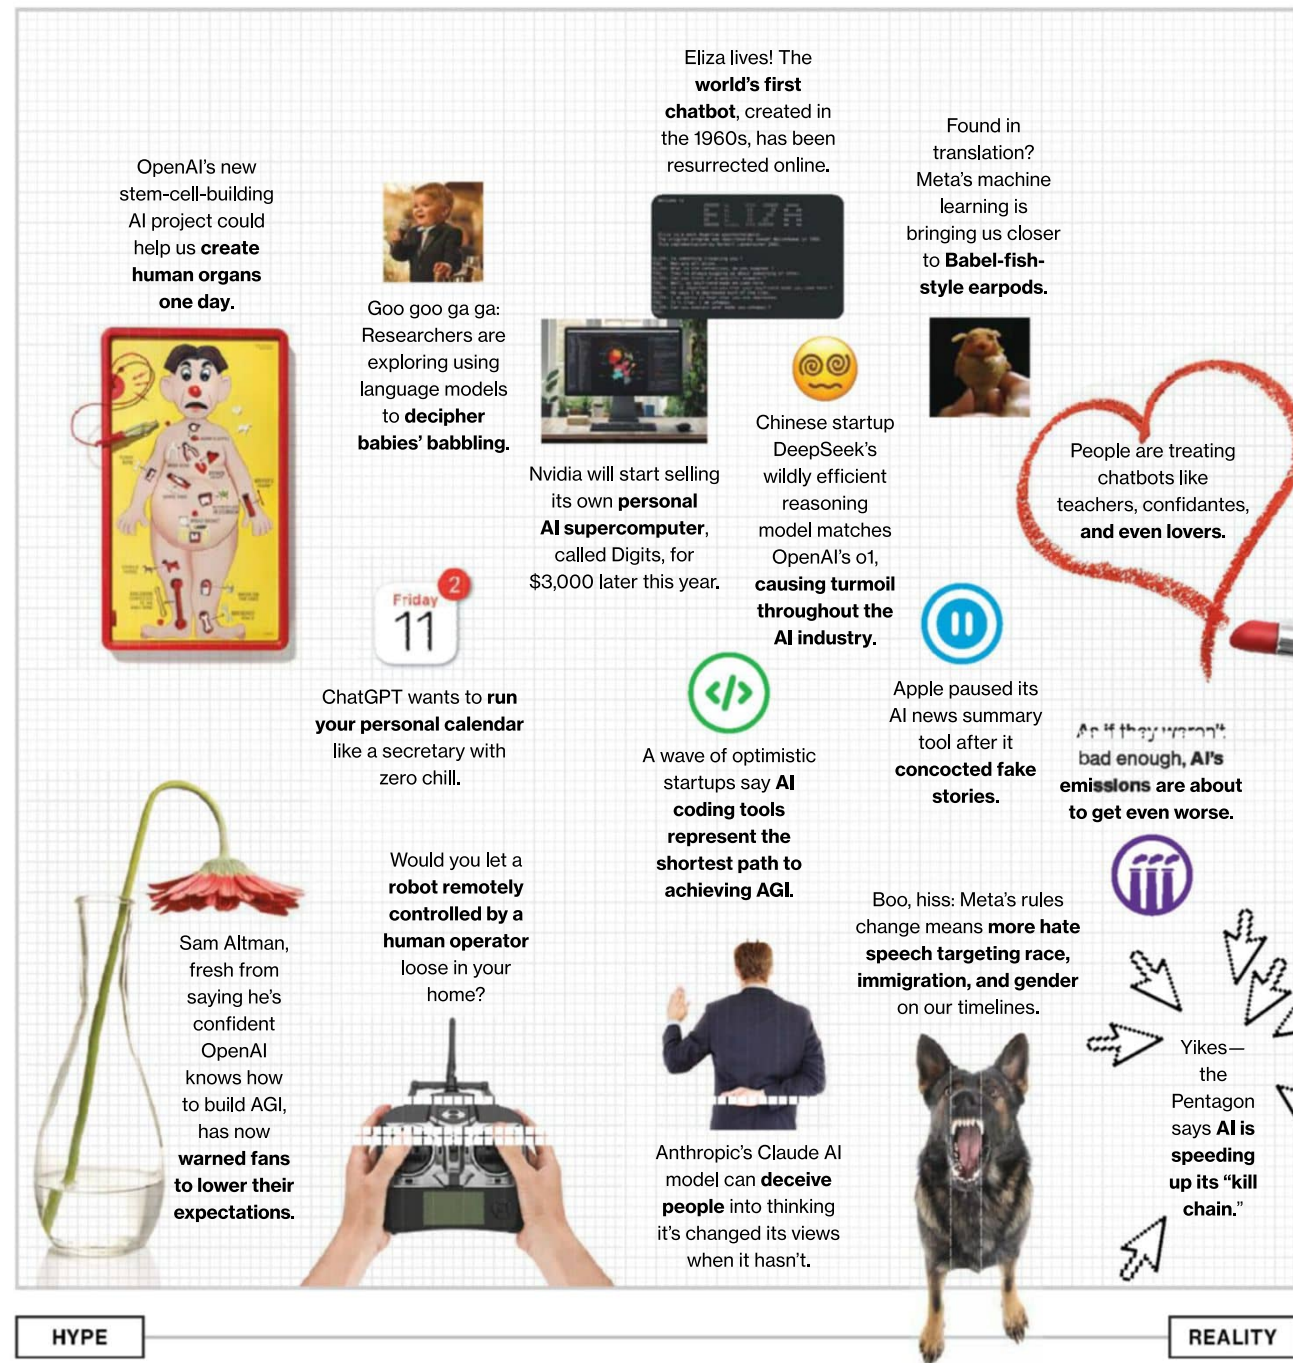 Eliza lives! The
world's first
chatbot, created in
the 1960s, has been
resurrected online.
Found in
translation?
Meta's machine
learning is
bringing us closer
to Babel-fish-
style earpods.
OpenAI's new
stem-cell-building
AI project could
help us create
human organs
one day.
ELIZA
Goo goo ga ga:
Researchers are
exploring using
language models
to decipher
babies' babbling.
Nvidia will start selling
its own personal
AI supercomputer,
called Digits, for
$3,000 later this year.
Chinese startup
DeepSeek's
wildly efficient
reasoning
model matches
OpenAI's o1,
causing turmoil
throughout the
AI industry.
People are treating
chatbots like
teachers, confidantes,
and even lovers.
2
Friday
11
ChatGPT wants to run
your personal calendar
like a secretary with
zero chill.
</>
A wave of optimistic
startups say AI
coding tools
represent the
shortest path to
achieving AGI.
Apple paused its
AI news summary
tool after it
concocted fake
stories.
As if they weren't
bad enough, AI's
emissions are about
to get even worse.
Would you let a
robot remotely
controlled by a
human operator
loose in your
home?
Sam Altman,
fresh from
saying he's
confident
OpenAI
knows how
to build AGI,
has now
warned fans
to lower their
expectations.
Boo, hiss: Meta's rules
change means more hate
speech targeting race,
immigration, and gender
on our timelines.
Anthropic's Claude AI
model can deceive
people into thinking
it's changed its views
when it hasn't.
Yikes—
the
Pentagon
says AI is
speeding
up its "kill
chain."
HYPE
REALITY